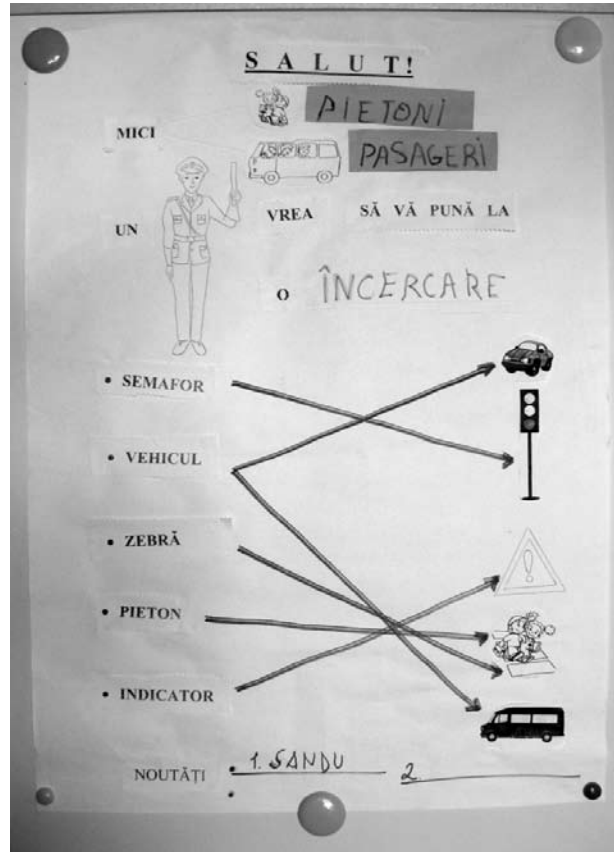 SALUT!
PIETONI
MICI
PASAGERI
UN VREA SĂ VĂ PUNĂ LA
O ÎNCERCARE
• SEMAFOR
• VEHICUL
• ZEBRĂ
• PIETON
• INDICATOR
NOUTĂȚI • 1. SANDU 2.